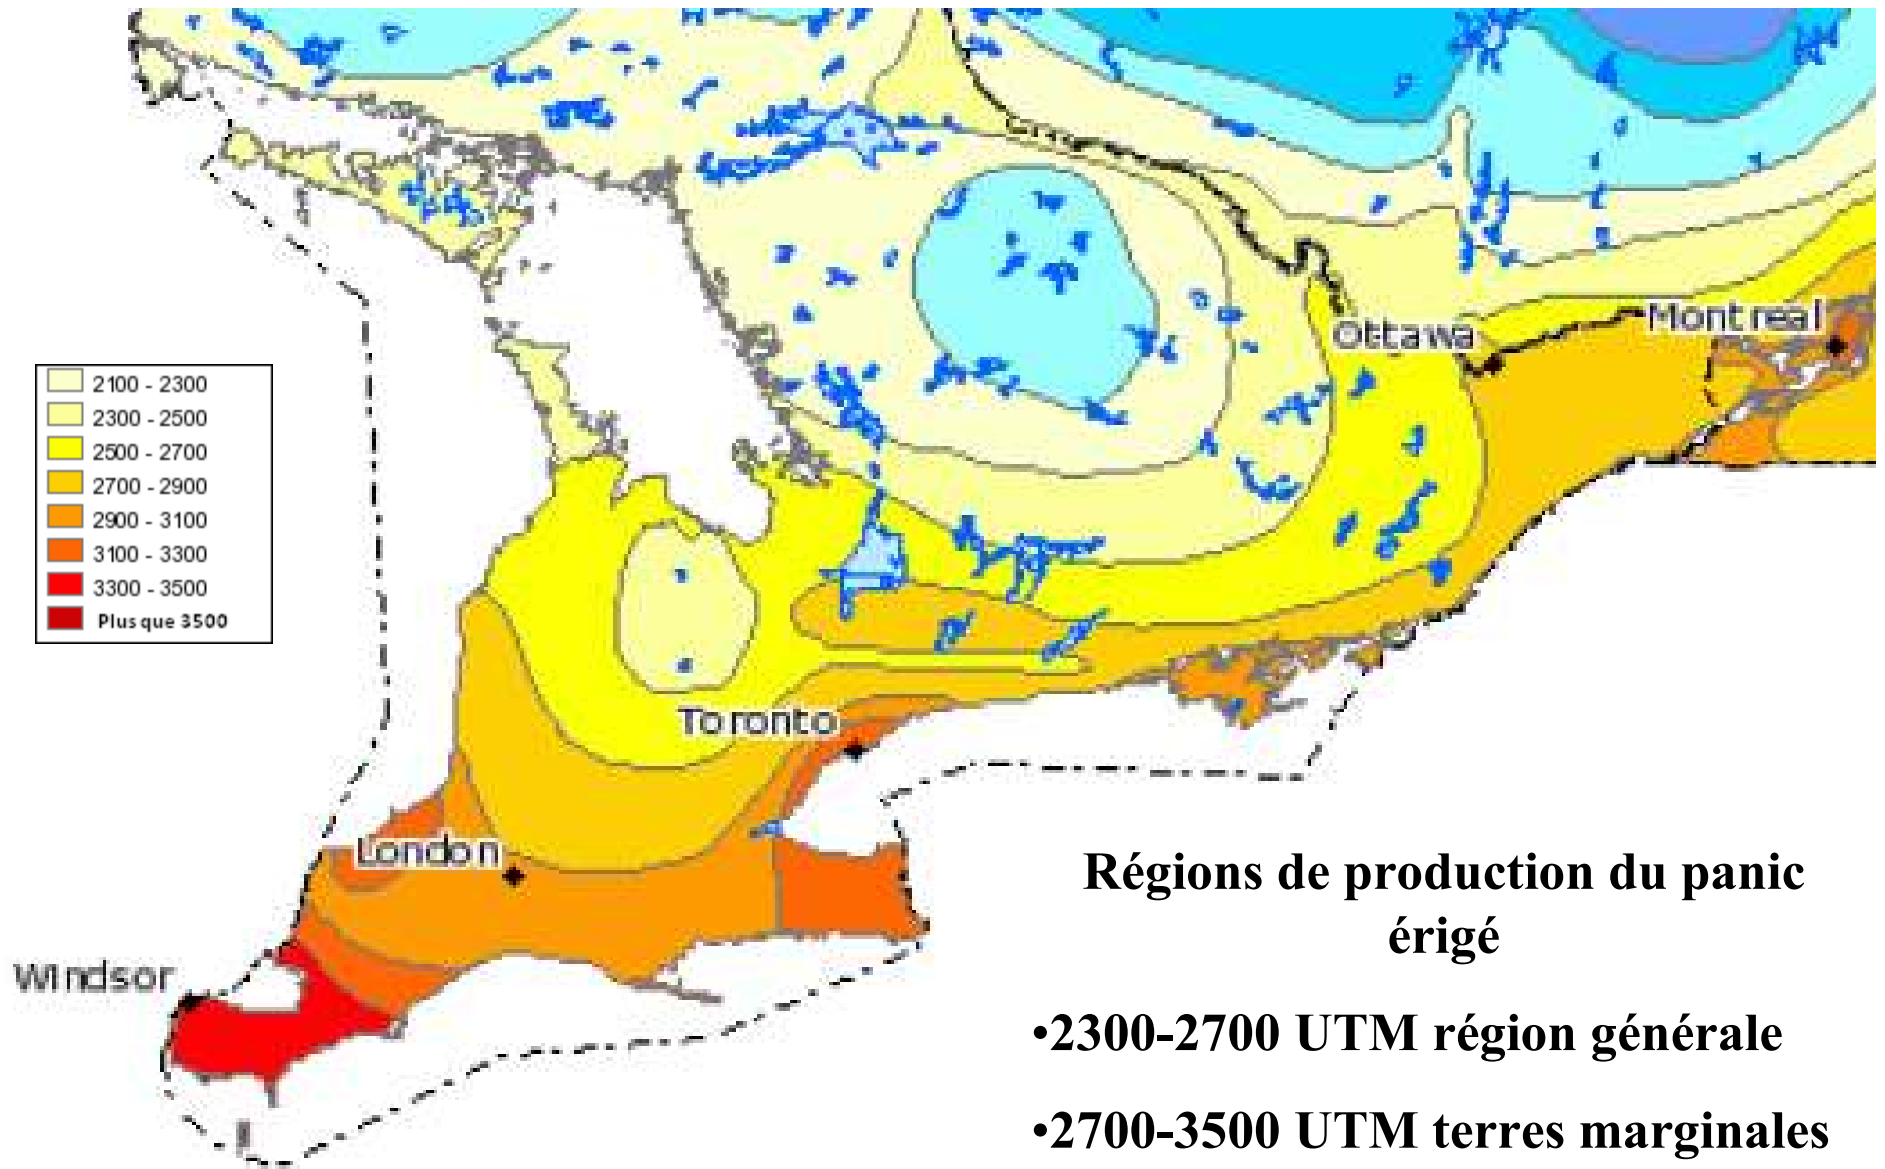 Montreal
Ottawa
2100 - 2300
2300 - 2500
2500 - 2700
2700 - 2900
2900 - 3100
3100 - 3300
3300 - 3500
Plus que 3500
Toronto
London
Windsor
Régions de production du panic
érigé
•2300-2700 UTM région générale
•2700-3500 UTM terres marginales